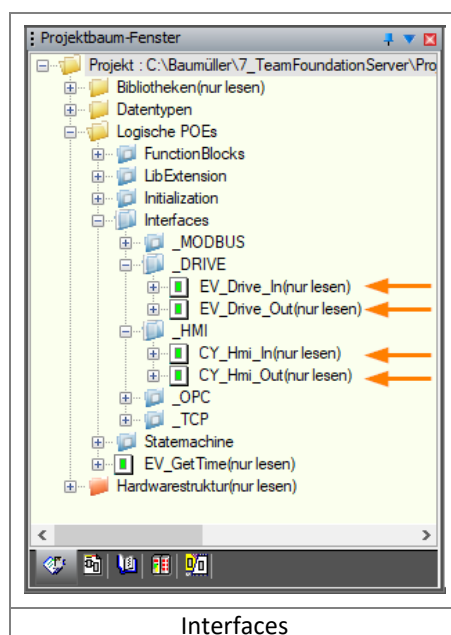 Projektbaum-Fenster
Projekt : C:\Baumüller\7_TeamFoundationServer\Pro
Bibliotheken(nur lesen)
Datentypen
Logische POEs
FunctionBlocks
LibExtension
Initialization
Interfaces
_MODBUS
_DRIVE
EV_Drive_In(nur lesen)
EV_Drive_Out(nur lesen)
_HMI
CY_Hmi_In(nur lesen)
CY_Hmi_Out(nur lesen)
_OPC
_TCP
Statemachine
EV_GetTime(nur lesen)
Hardwarestruktur(nur lesen)
Interfaces